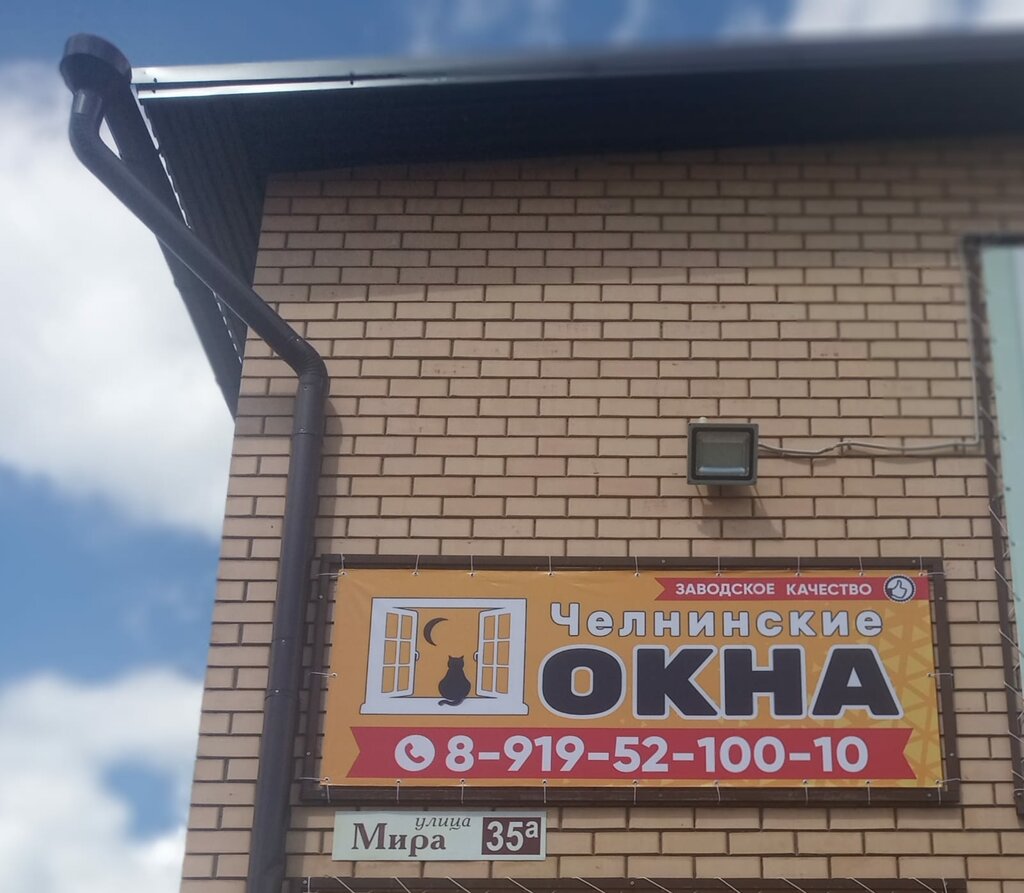 ЗАВОДСКОЕ КАЧЕСТВО
Челнинские
ОКНА
8-919-52-100-10
улица
Мира 35а